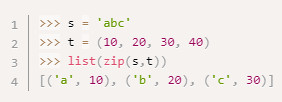 1 >>> s = 'abc'
2 >>> t = (10, 20, 30, 40)
3 >>> list(zip(s,t))
4 [('a', 10), ('b', 20), ('c', 30)]